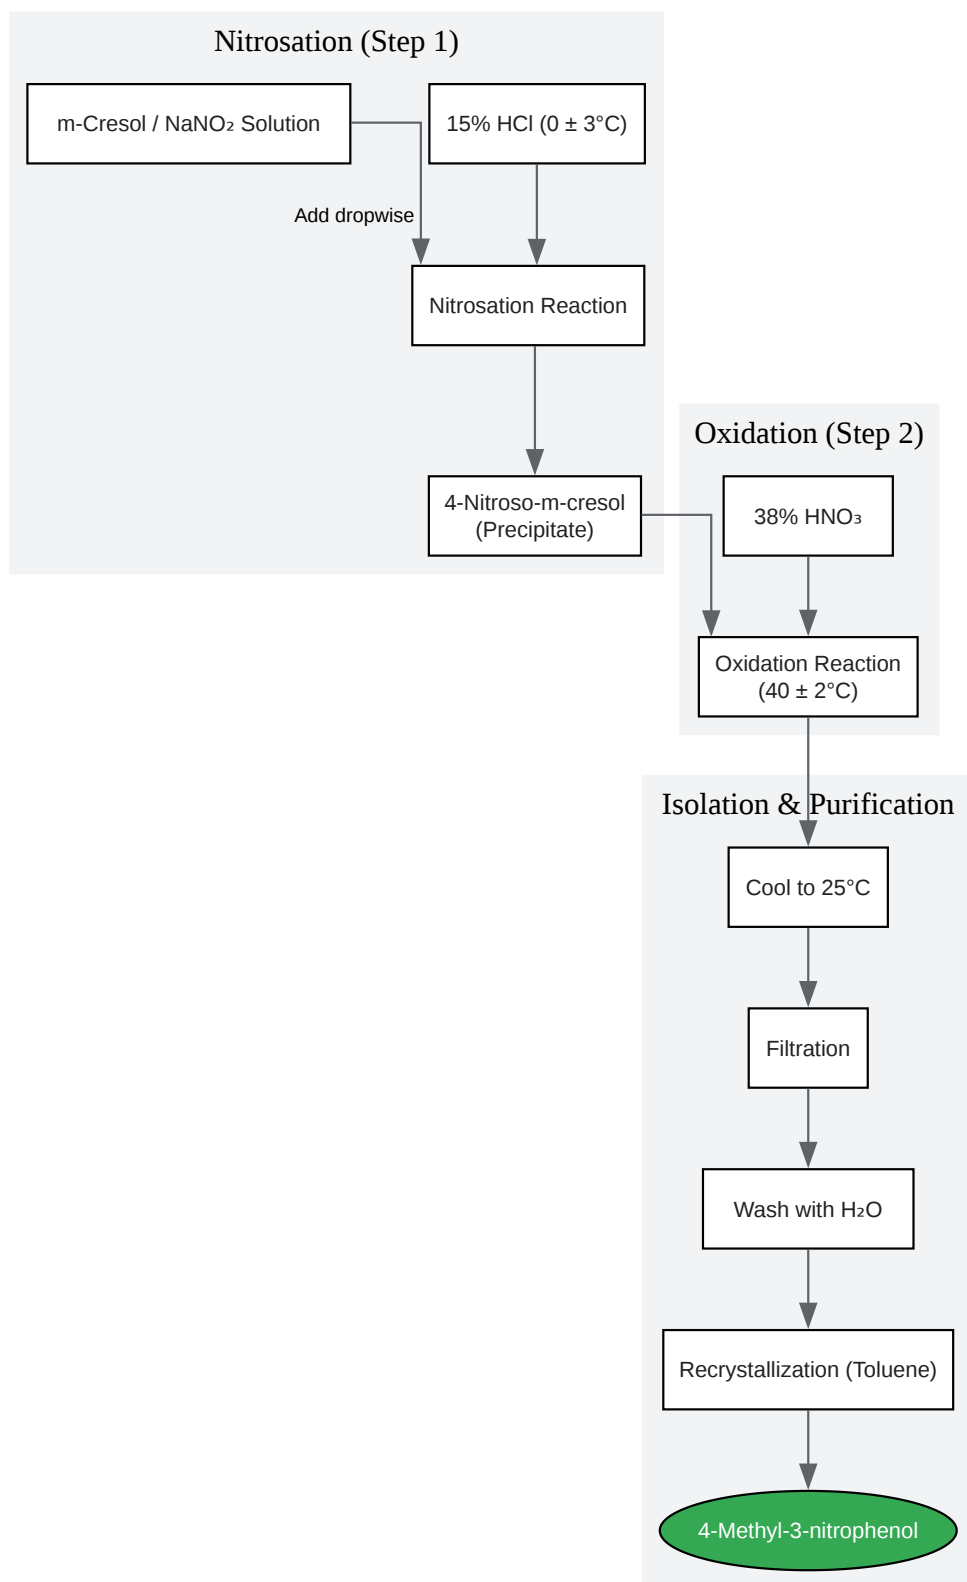 Nitrosation (Step 1)
m-Cresol / NaNO₂ Solution
15% HCl (0 ± 3°C)
Add dropwise
Nitrosation Reaction
4-Nitroso-m-cresol
(Precipitate)
Oxidation (Step 2)
38% HNO₃
Oxidation Reaction
(40 ± 2°C)
Isolation & Purification
Cool to 25°C
Filtration
Wash with H₂O
Recrystallization (Toluene)
4-Methyl-3-nitrophenol